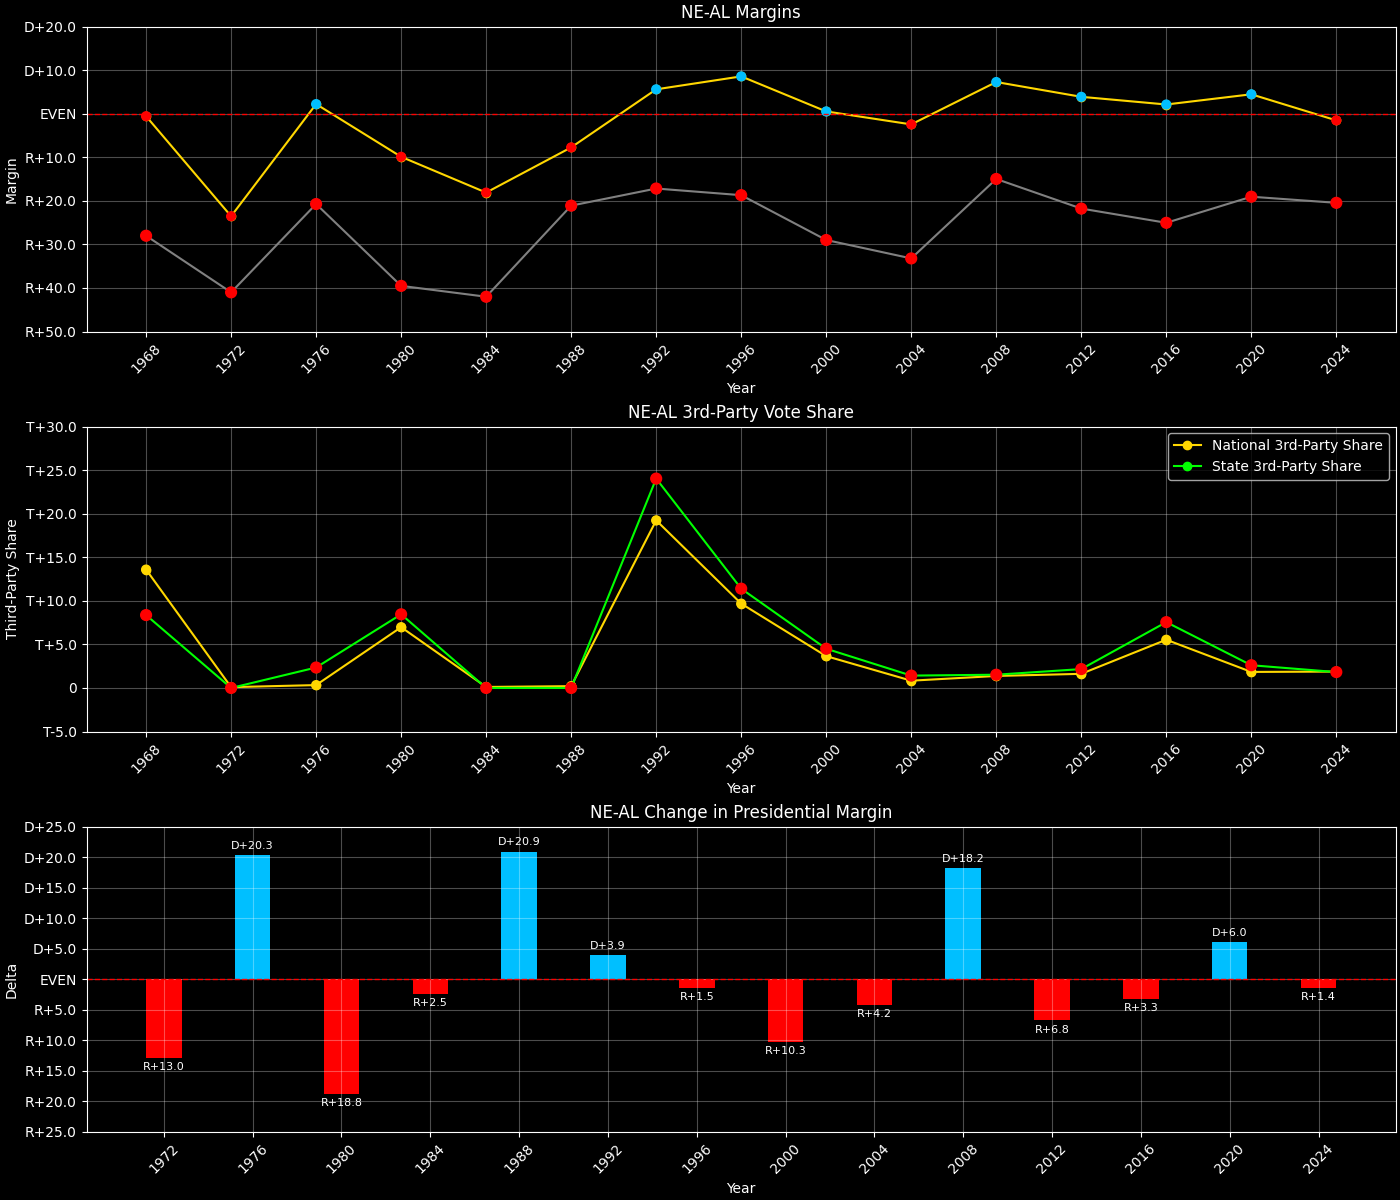 NE-AL Margins
D+20.0
D+10.0
EVEN
R+10.0
R+20.0
R+30.0
R+40.0
R+50.0
Margin
1968 1972 1976 1980 1984 1988 1992 1996 2000 2004 2008 2012 2016 2020 2024
Year
NE-AL 3rd-Party Vote Share
T+30.0
T+25.0
T+20.0
T+15.0
T+10.0
T+5.0
0
T-5.0
Third-Party Share
National 3rd-Party Share
State 3rd-Party Share
1968 1972 1976 1980 1984 1988 1992 1996 2000 2004 2008 2012 2016 2020 2024
Year
NE-AL Change in Presidential Margin
D+25.0
D+20.0
D+15.0
D+10.0
D+5.0
EVEN
R+5.0
R+10.0
R+15.0
R+20.0
R+25.0
Delta
R+13.0
D+20.3
R+18.8
R+2.5
D+20.9
D+3.9
R+1.5
R+10.3
R+4.2
D+18.2
R+6.8
R+3.3
D+6.0
R+1.4
1972 1976 1980 1984 1988 1992 1996 2000 2004 2008 2012 2016 2020 2024
Year